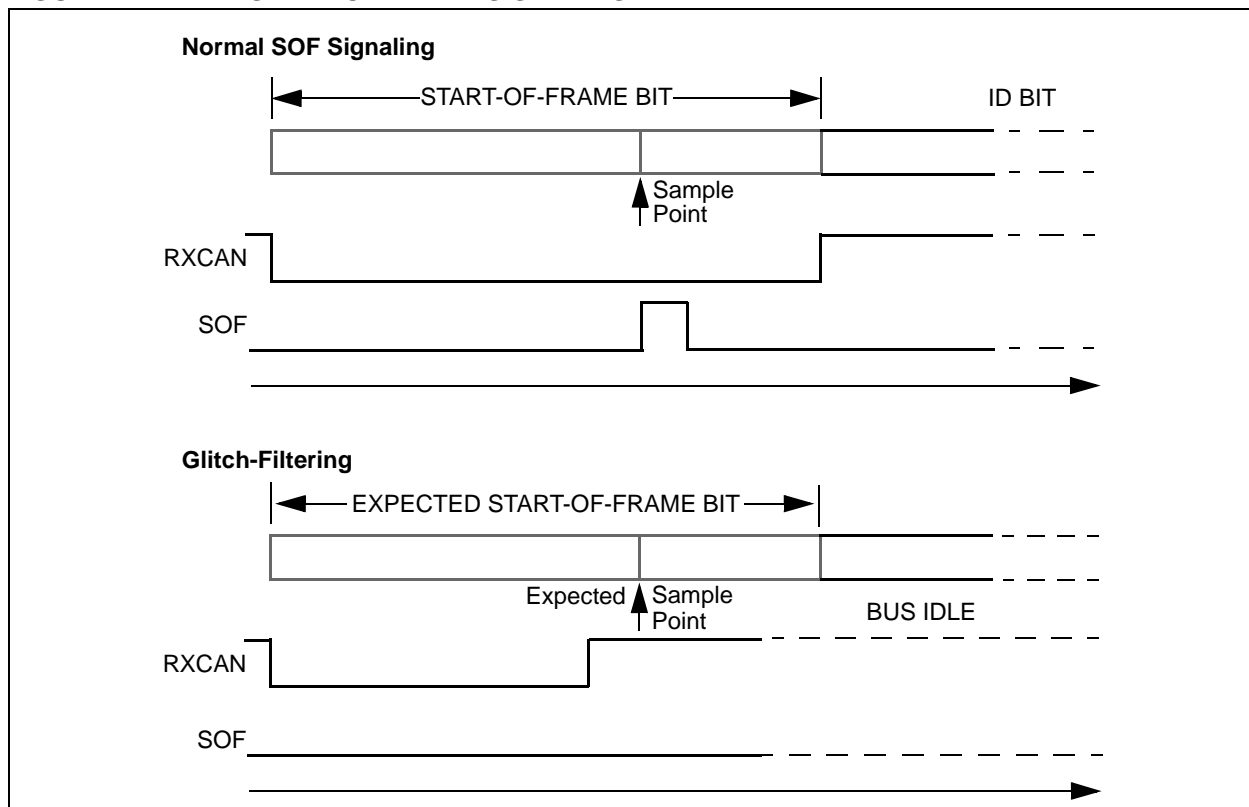 Normal SOF Signaling
START-OF-FRAME BIT
ID BIT
Sample
Point
RXCAN
SOF
Glitch-Filtering
EXPECTED START-OF-FRAME BIT
Expected
Sample
Point
BUS IDLE
RXCAN
SOF